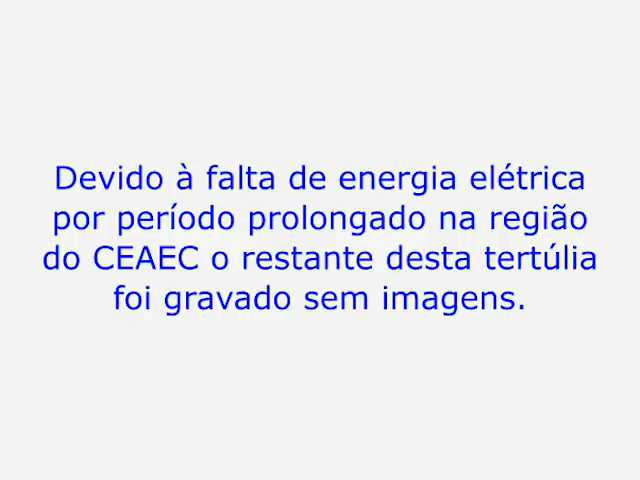 Devido à falta de energia elétrica
por período prolongado na região
do CEAEC o restante desta tertúlia
foi gravado sem imagens.